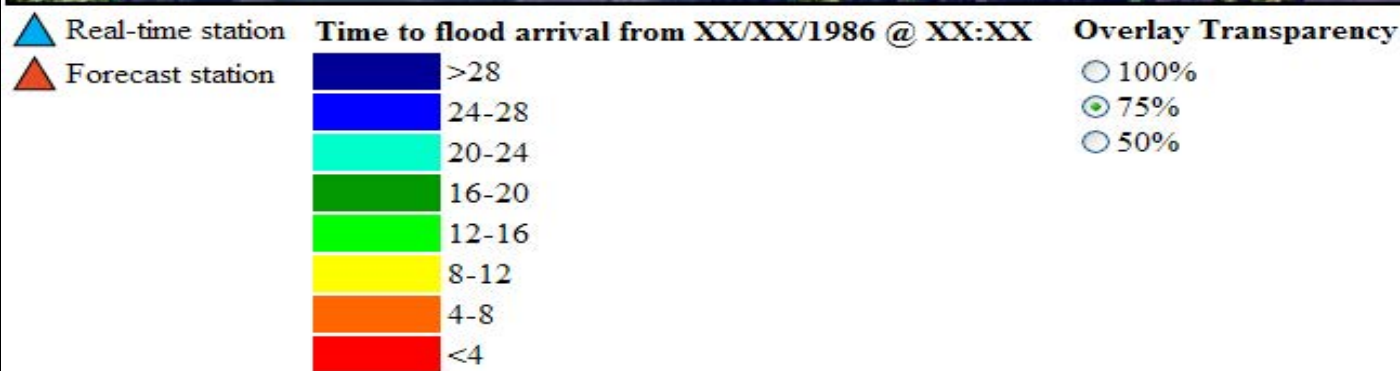 Real-time station
Forecast station
Time to flood arrival from XX/XX/1986 @ XX:XX
>28
24-28
20-24
16-20
12-16
8-12
4-8
<4
Overlay Transparency
100%
75%
50%